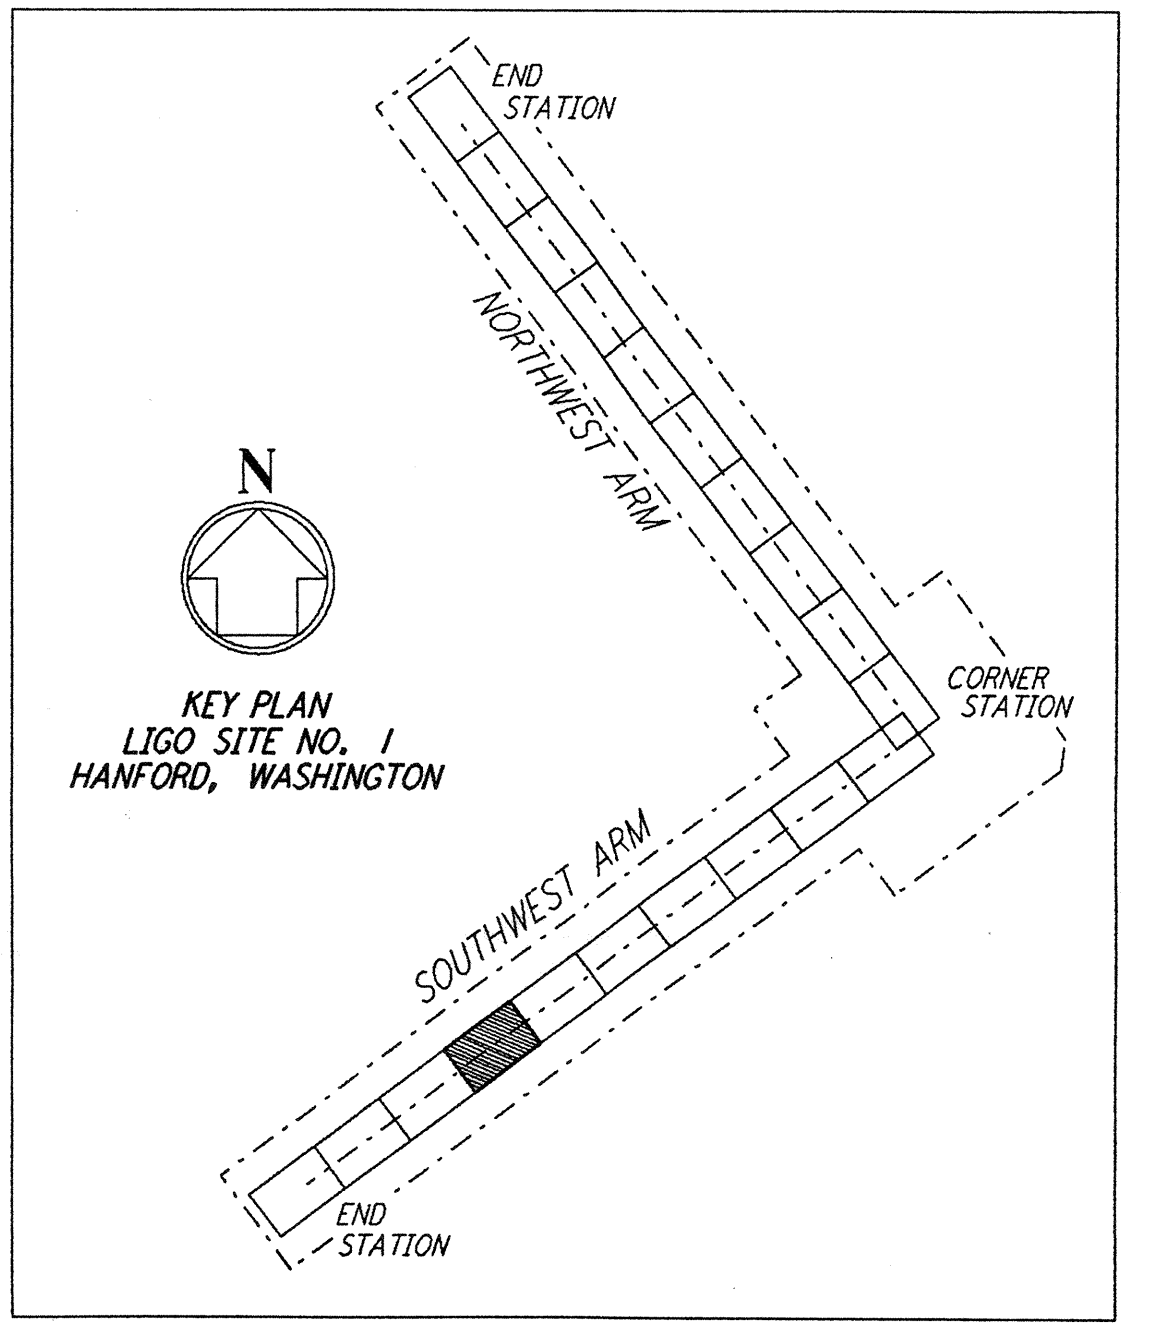 END
STATION
NORTHWEST ARM
N
KEY PLAN
LIGO SITE NO. 1
HANFORD, WASHINGTON
CORNER
STATION
SOUTHWEST ARM
END
STATION